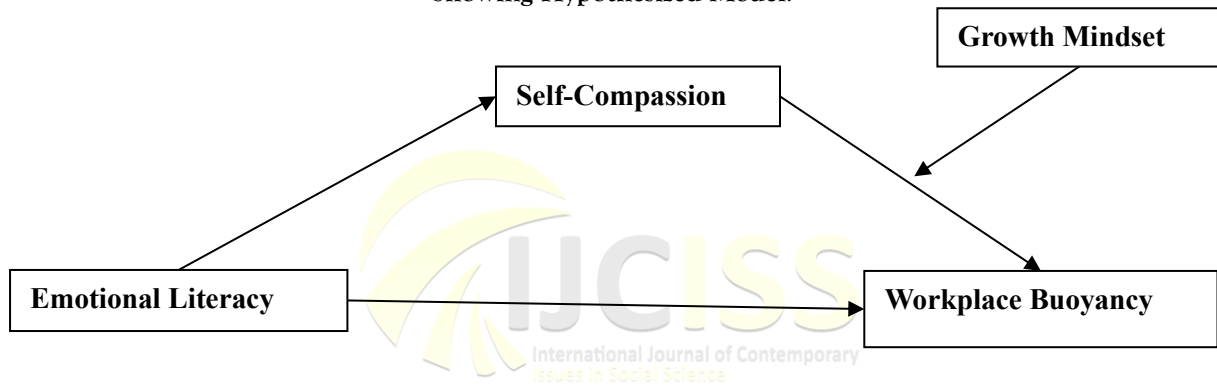 Showing Hypothesized Model.
Growth Mindset
Self-Compassion
Emotional Literacy
Workplace Buoyancy
IJCISS
International Journal of Contemporary
Issues in Social Science